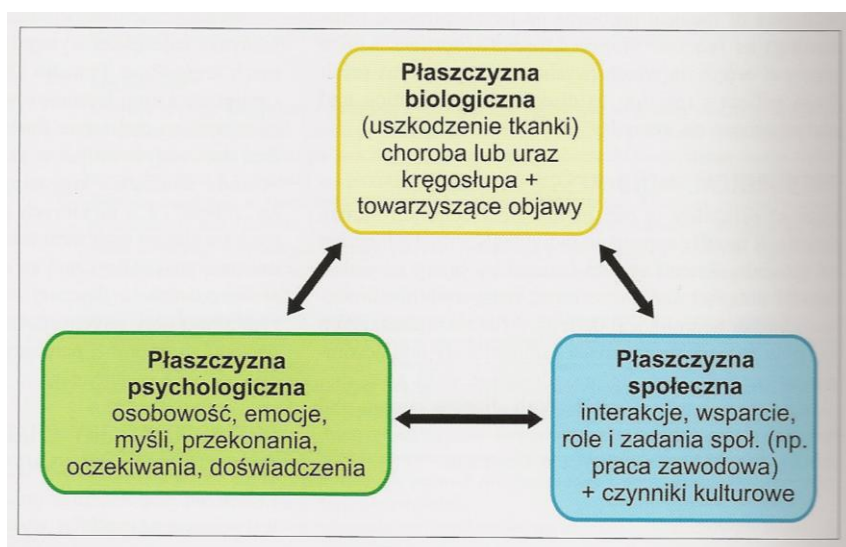 Płaszczyzna
biologiczna
(uszkodzenie tkanki)
choroba lub uraz
kręgosłupa +
towarzyszące objawy
Płaszczyzna
psychologiczna
osobowość, emocje,
myśli, przekonania,
oczekiwania, doświadczenia
Płaszczyzna
społeczna
interakcje, wsparcie,
role i zadania społ. (np.
praca zawodowa)
+ czynniki kulturowe